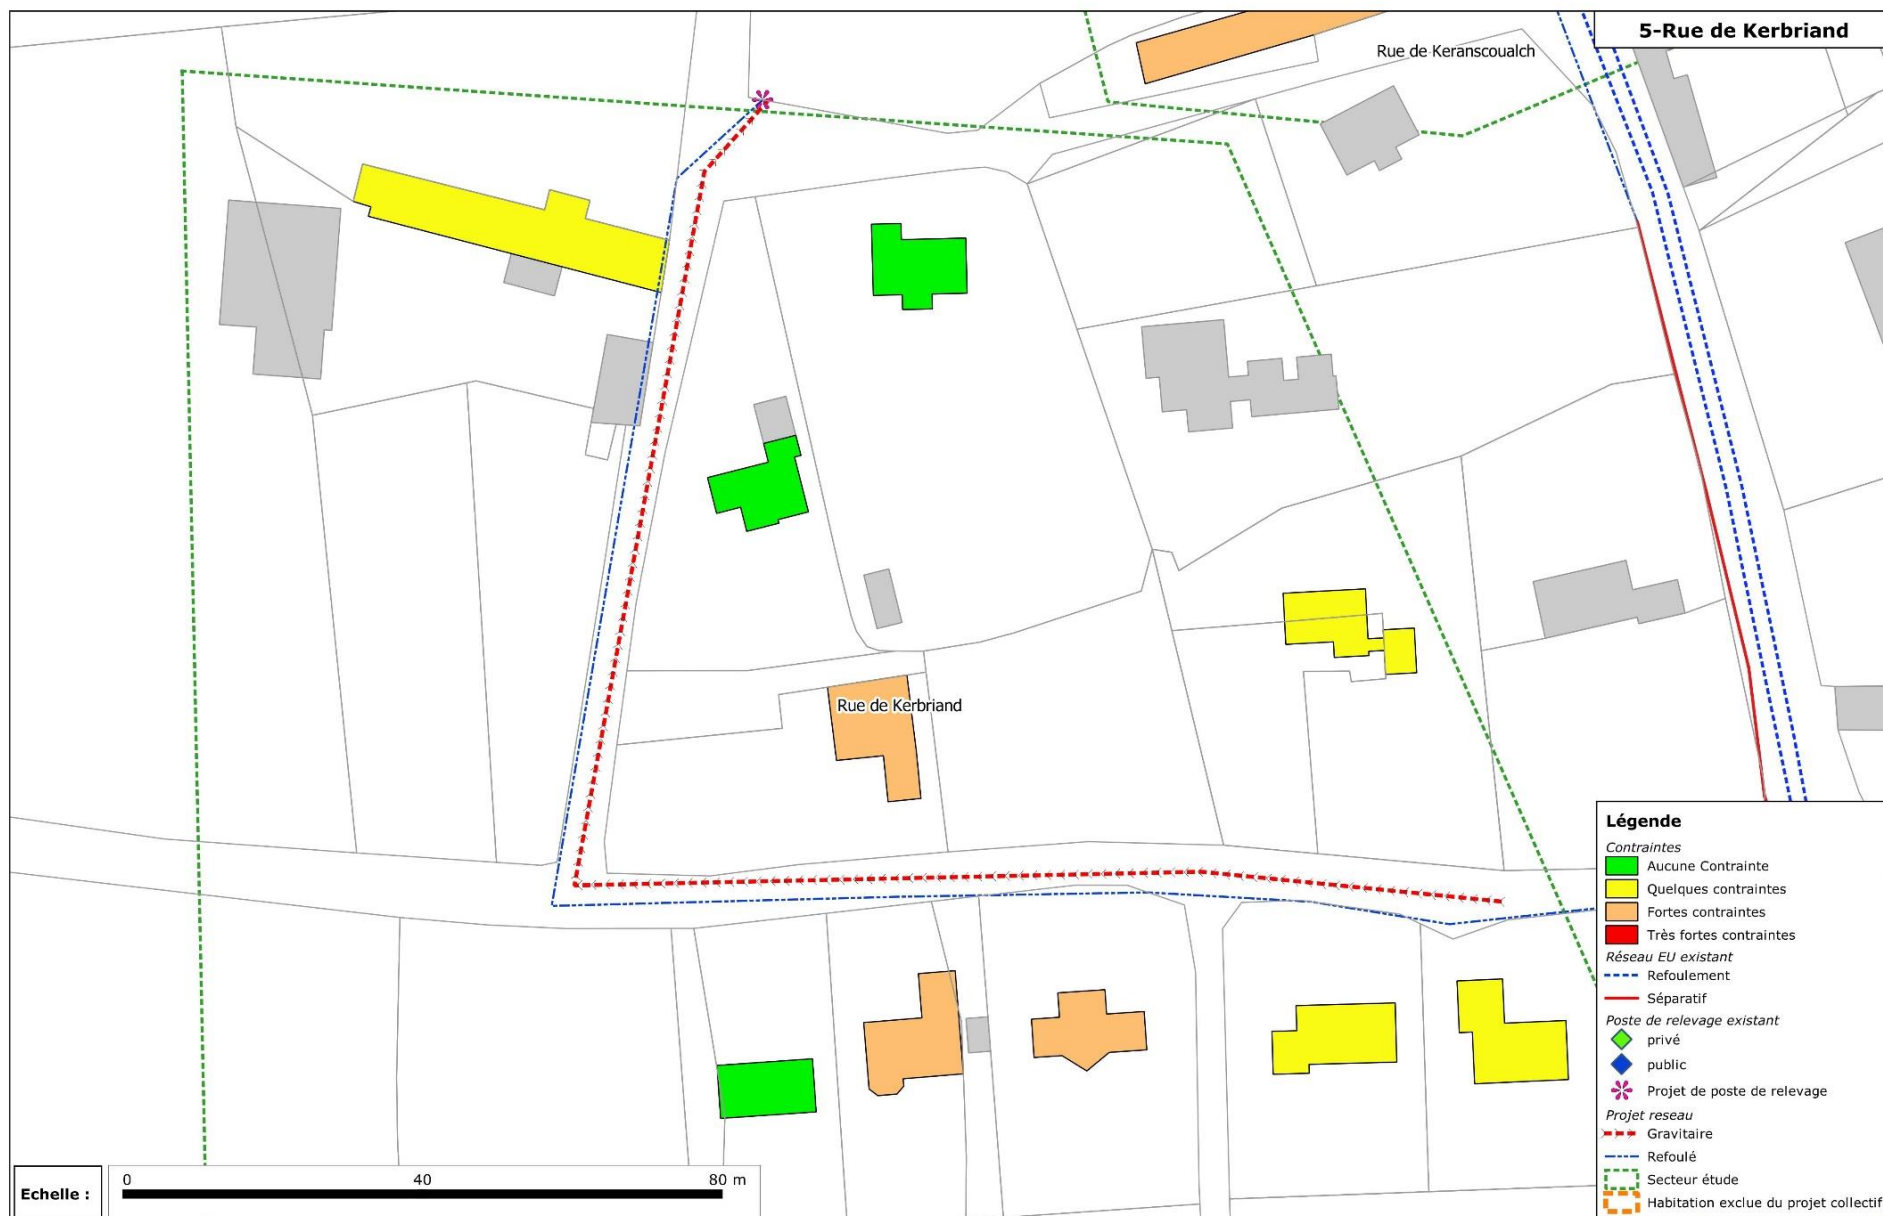 5-Rue de Kerbriand
Rue de Keranscoualch
Rue de Kerbriand
Légende
Contraintes
Aucune Contrainte
Quelques contraintes
Fortes contraintes
Très fortes contraintes
Réseau EU existant
Refoulement
Séparatif
Poste de relevage existant
privé
public
Projet de poste de relevage
Projet reseau
Gravitaire
Refoulé
Secteur étude
Habitation exclue du projet collectif
Echelle :
0 40 80 m